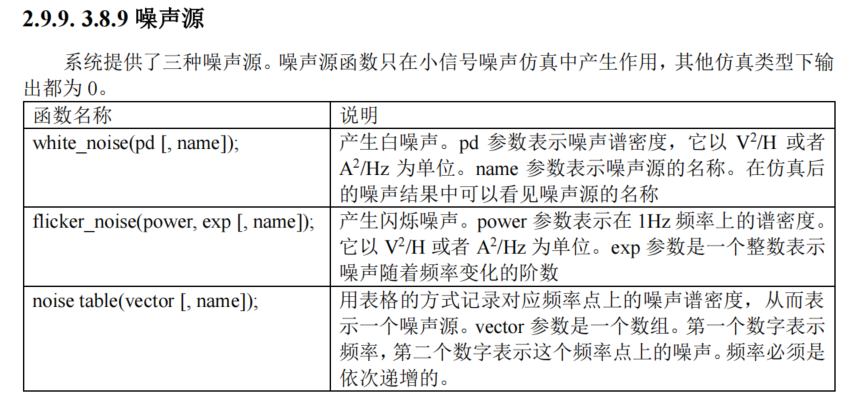 2.9.9. 3.8.9 噪声源
系统提供了三种噪声源。噪声源函数只在小信号噪声仿真中产生作用，其他仿真类型下输
出都为 0。
函数名称
说明
white_noise(pd [, name]);
产生白噪声。pd 参数表示噪声谱密度，它以 V²/H 或者
A²/Hz 为单位。name 参数表示噪声源的名称。在仿真后
的噪声结果中可以看见噪声源的名称
flicker_noise(power, exp [, name]);
产生闪烁噪声。power 参数表示在 1Hz 频率上的谱密度。
它以 V²/H 或者 A²/Hz 为单位。exp 参数是一个整数表示
噪声随着频率变化的阶数
noise table(vector [, name]);
用表格的方式记录对应频率点上的噪声谱密度，从而表
示一个噪声源。vector 参数是一个数组。第一个数字表示
频率，第二个数字表示这个频率点上的噪声。频率必须是
依次递增的。